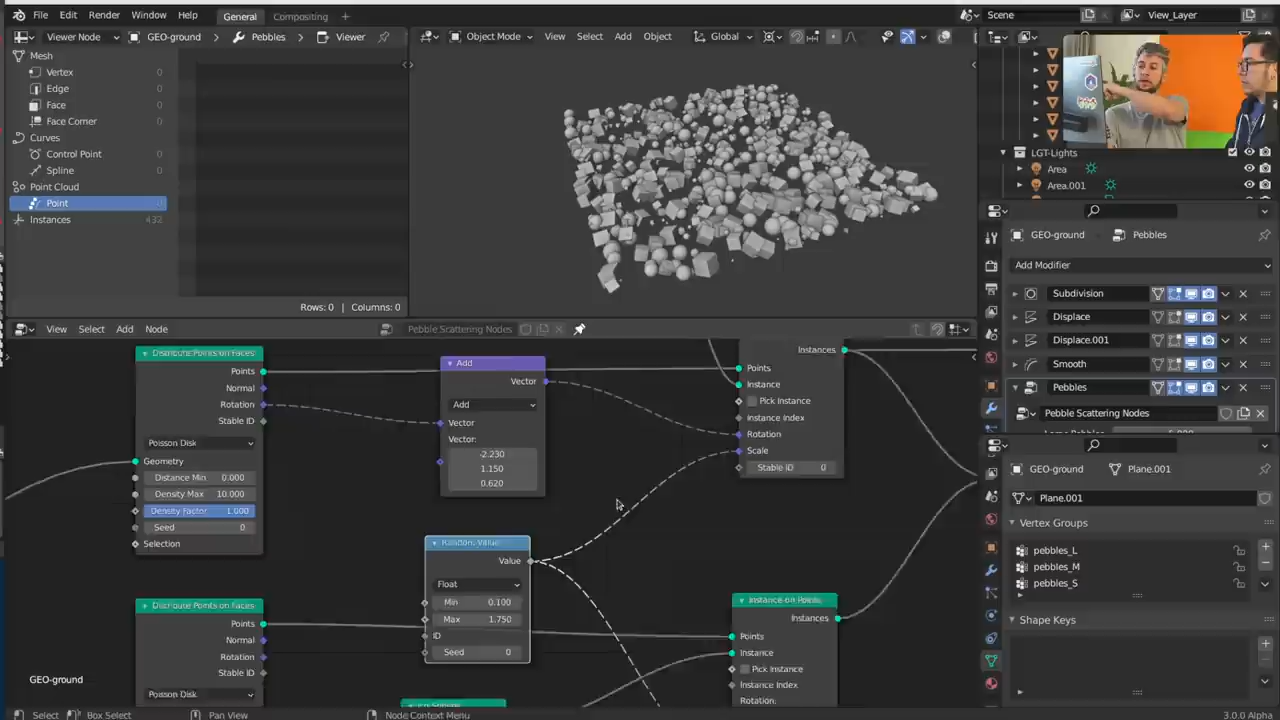 File Edit Render Window Help General Compositing + Scene View_Layer
Viewer Node GEO-ground > Pebbles > Viewer
Object Mode View Select Add Object Global
Mesh
Vertex 0
Edge 0
Face 0
Face Corner 0
Curves
Control Point 0
Spline 0
Point Cloud
Point 0
Instances 432
Rows: 0 | Columns: 0
LGT-Lights
Area
Area.001
GEO-ground > Pebbles
Add Modifier
Subdivision
Displace
Displace.001
Smooth
Pebbles
Pebble Scattering Nodes
View Select Add Node Pebble Scattering Nodes
Distribute Points on Faces
Points
Normal
Rotation
Stable ID
Poisson Disk
Geometry
Distance Min 0.000
Density Max 10.000
Density Factor 1.000
Seed 0
Selection
Add
Vector
Add
Vector
Vector:
-2.230
1.150
0.620
Instances
Points
Instance
Pick Instance
Instance Index
Rotation
Scale
Stable ID 0
Random Value
Value
Float
Min 0.100
Max 1.750
ID
Seed 0
Distribute Points on Faces
Points
Normal
Rotation
Stable ID
Poisson Disk
Instance on Points
Instances
Points
Instance
Pick Instance
Instance Index
Rotation:
GEO-ground
GEO-ground > Plane.001
Plane.001
Vertex Groups
pebbles_L
pebbles_M
pebbles_S
Shape Keys
Select Box Select Pan View Node Context Menu 3.0.0 Alpha